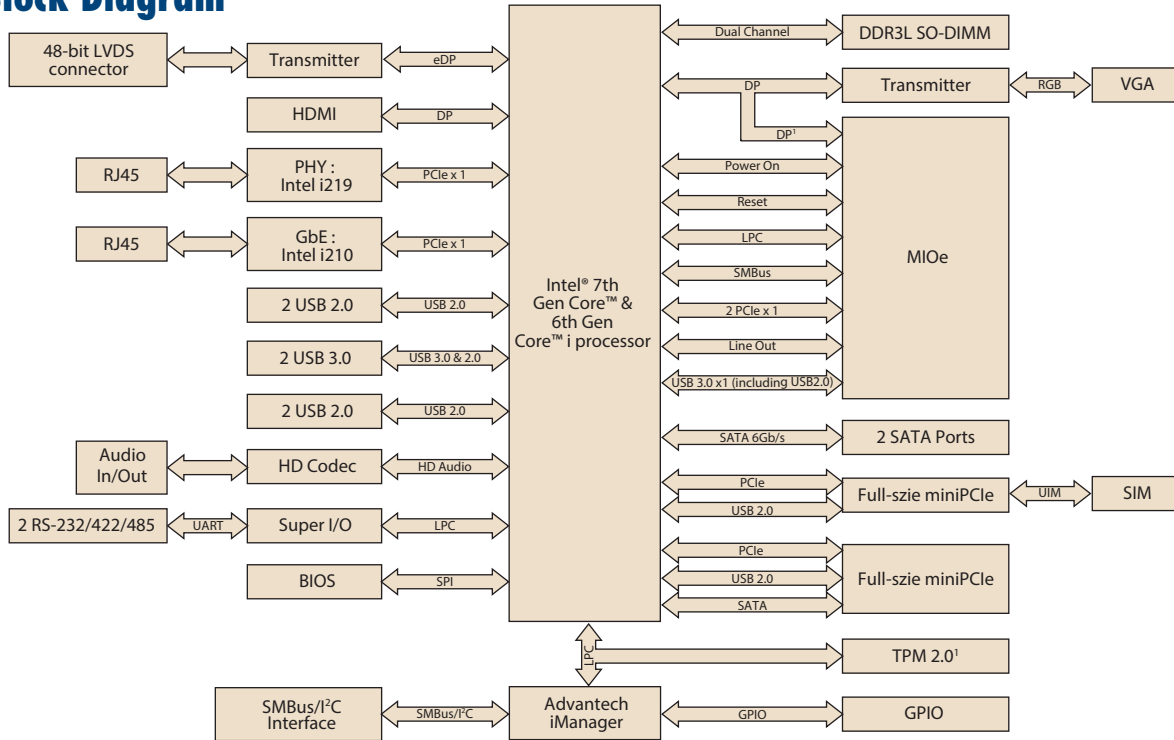 Block Diagram
48-bit LVDS
connector
Transmitter
eDP
HDMI
DP
RJ45
PHY :
Intel i219
PCIe x 1
RJ45
GbE :
Intel i210
PCIe x 1
2 USB 2.0
USB 2.0
2 USB 3.0
USB 3.0 & 2.0
2 USB 2.0
USB 2.0
Audio
In/Out
HD Codec
HD Audio
2 RS-232/422/485
UART
Super I/O
LPC
BIOS
SPI
Intel® 7th
Gen Core™ &
6th Gen
Core™ i processor
Dual Channel
DDR3L SO-DIMM
DP
Transmitter
RGB
VGA
DP¹
Power On
Reset
LPC
SMBus
2 PCIe x 1
Line Out
USB 3.0 x1 (including USB2.0)
MIOe
SATA 6Gb/s
2 SATA Ports
PCIe
USB 2.0
Full-szie miniPCIe
UIM
SIM
PCIe
USB 2.0
SATA
Full-szie miniPCIe
LPC
TPM 2.0¹
SMBus/I²C
Interface
SMBus/I²C
Advantech
iManager
GPIO
GPIO